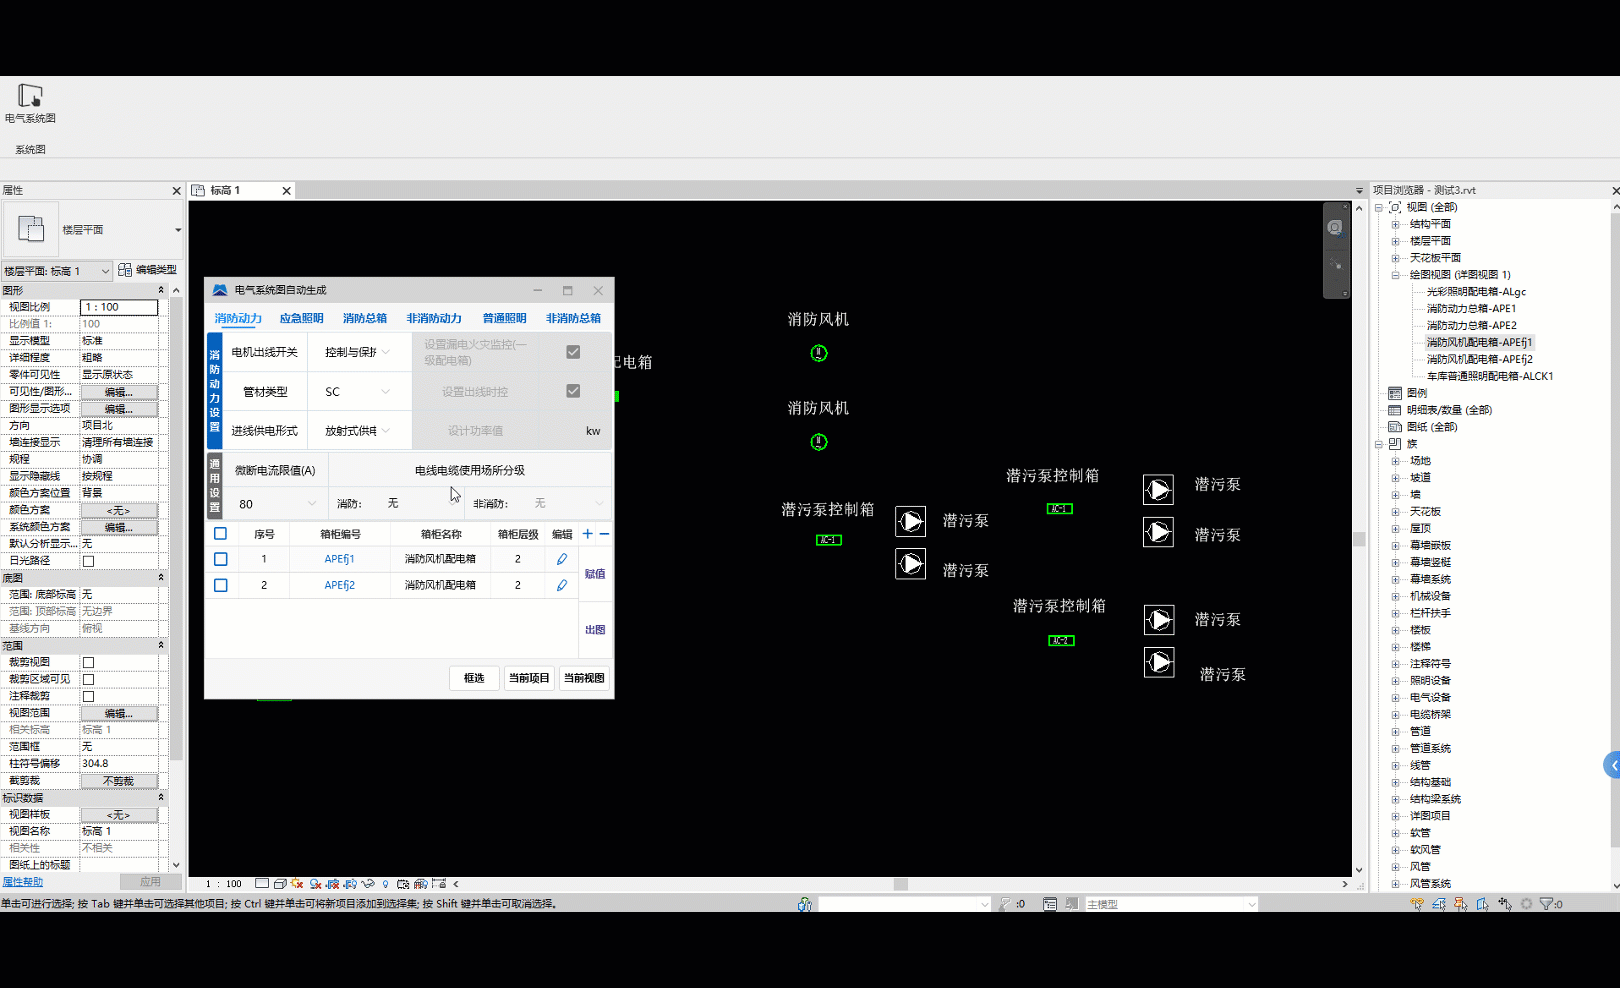 电气系统图
系统图
属性
楼层平面
楼层平面: 标高 1
编辑类型
图形
视图比例
1 : 100
比例值 1:
100
显示模型
标准
详细程度
粗略
零件可见性
显示原状态
可见性/图形...
编辑...
图形显示选项
编辑...
方向
项目北
墙连接显示
清理所有墙连接
规程
协调
显示隐藏线
按规程
颜色方案位置
背景
颜色方案
<无>
系统颜色方案
编辑...
默认分析显示...
无
日光路径
底图
范围: 底部标高
无
范围: 顶部标高
无边界
基线方向
俯视
范围
裁剪视图
裁剪区域可见
注释裁剪
视图范围
编辑...
相关标高
标高 1
范围框
无
柱符号偏移
304.8
截剪裁
不剪裁
标识数据
视图样板
<无>
视图名称
标高 1
相关性
不相关
图纸上的标题
属性帮助
应用
标高 1
电气系统图自动生成
消防动力
应急照明
消防总箱
非消防动力
普通照明
非消防总箱
消防动力设置
电机出线开关
控制与保护
设置漏电火灾监控(一级配电箱)
管材类型
SC
设置出线时控
进线供电形式
放射式供电
设计功率值
kw
通用设置
微断电流限值(A)
电线电缆使用场所分级
80
消防:
无
非消防:
无
序号
箱柜编号
箱柜名称
箱柜层级
编辑
1
APEfj1
消防风机配电箱
2
2
APEfj2
消防风机配电箱
2
赋值
出图
框选
当前项目
当前视图
配电箱
消防风机
消防风机
潜污泵控制箱
AC-1
潜污泵
潜污泵
潜污泵控制箱
AC-1
潜污泵
潜污泵
潜污泵控制箱
AC-2
潜污泵
潜污泵
1 : 100
项目浏览器 - 测试3.rvt
视图 (全部)
结构平面
楼层平面
天花板平面
绘图视图 (详图视图 1)
光彩照明配电箱-ALgc
消防动力总箱-APE1
消防动力总箱-APE2
消防风机配电箱-APEfj1
消防风机配电箱-APEfj2
车库普通照明配电箱-ALCK1
图例
明细表/数量 (全部)
图纸 (全部)
族
场地
坡道
墙
天花板
屋顶
幕墙嵌板
幕墙竖梃
幕墙系统
机械设备
栏杆扶手
楼板
楼梯
注释符号
照明设备
电气设备
电缆桥架
管道
管道系统
线管
结构基础
结构梁系统
详图项目
软管
软风管
风管
风管系统
单击可进行选择; 按 Tab 键并单击可选择其他项目; 按 Ctrl 键并单击可将新项目添加到选择集; 按 Shift 键并单击可取消选择。
:0
主模型
:0